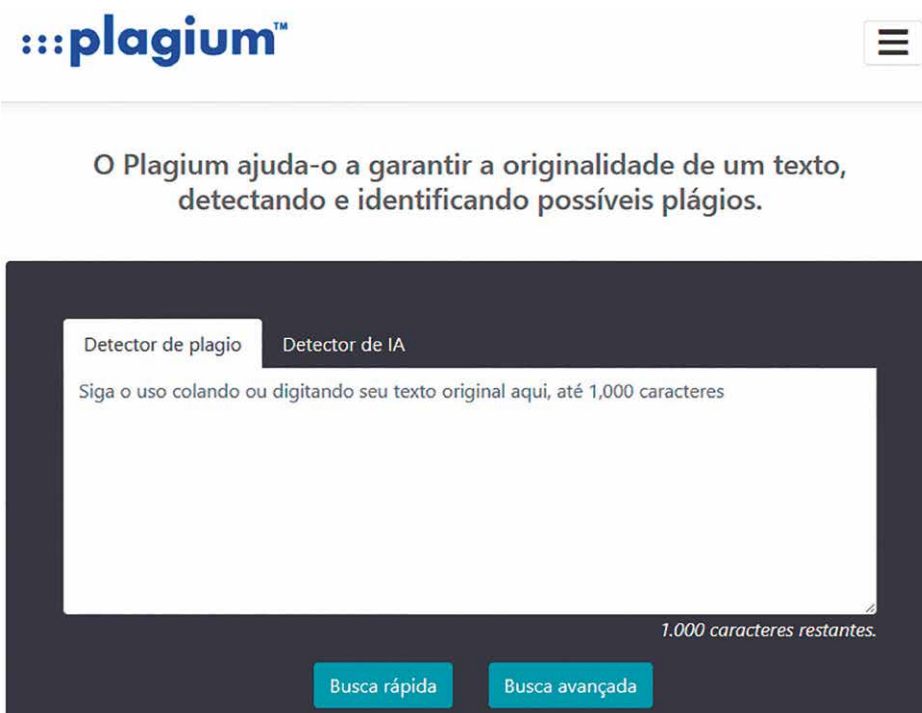 :::plagium™
O Plagium ajuda-o a garantir a originalidade de um texto,
detectando e identificando possíveis plágios.
Detector de plagio
Detector de IA
Siga o uso colando ou digitando seu texto original aqui, até 1,000 caracteres
1.000 caracteres restantes.
Busca rápida
Busca avançada